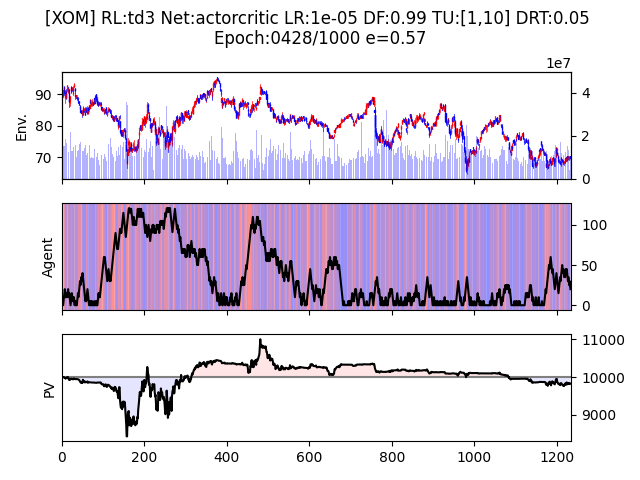 [XOM] RL:td3 Net:actorcritic LR:1e-05 DF:0.99 TU:[1,10] DRT:0.05
Epoch:0428/1000 e=0.57
1e7
Env.
90
80
70
4
2
0
Agent
100
50
0
PV
11000
10000
9000
0 200 400 600 800 1000 1200